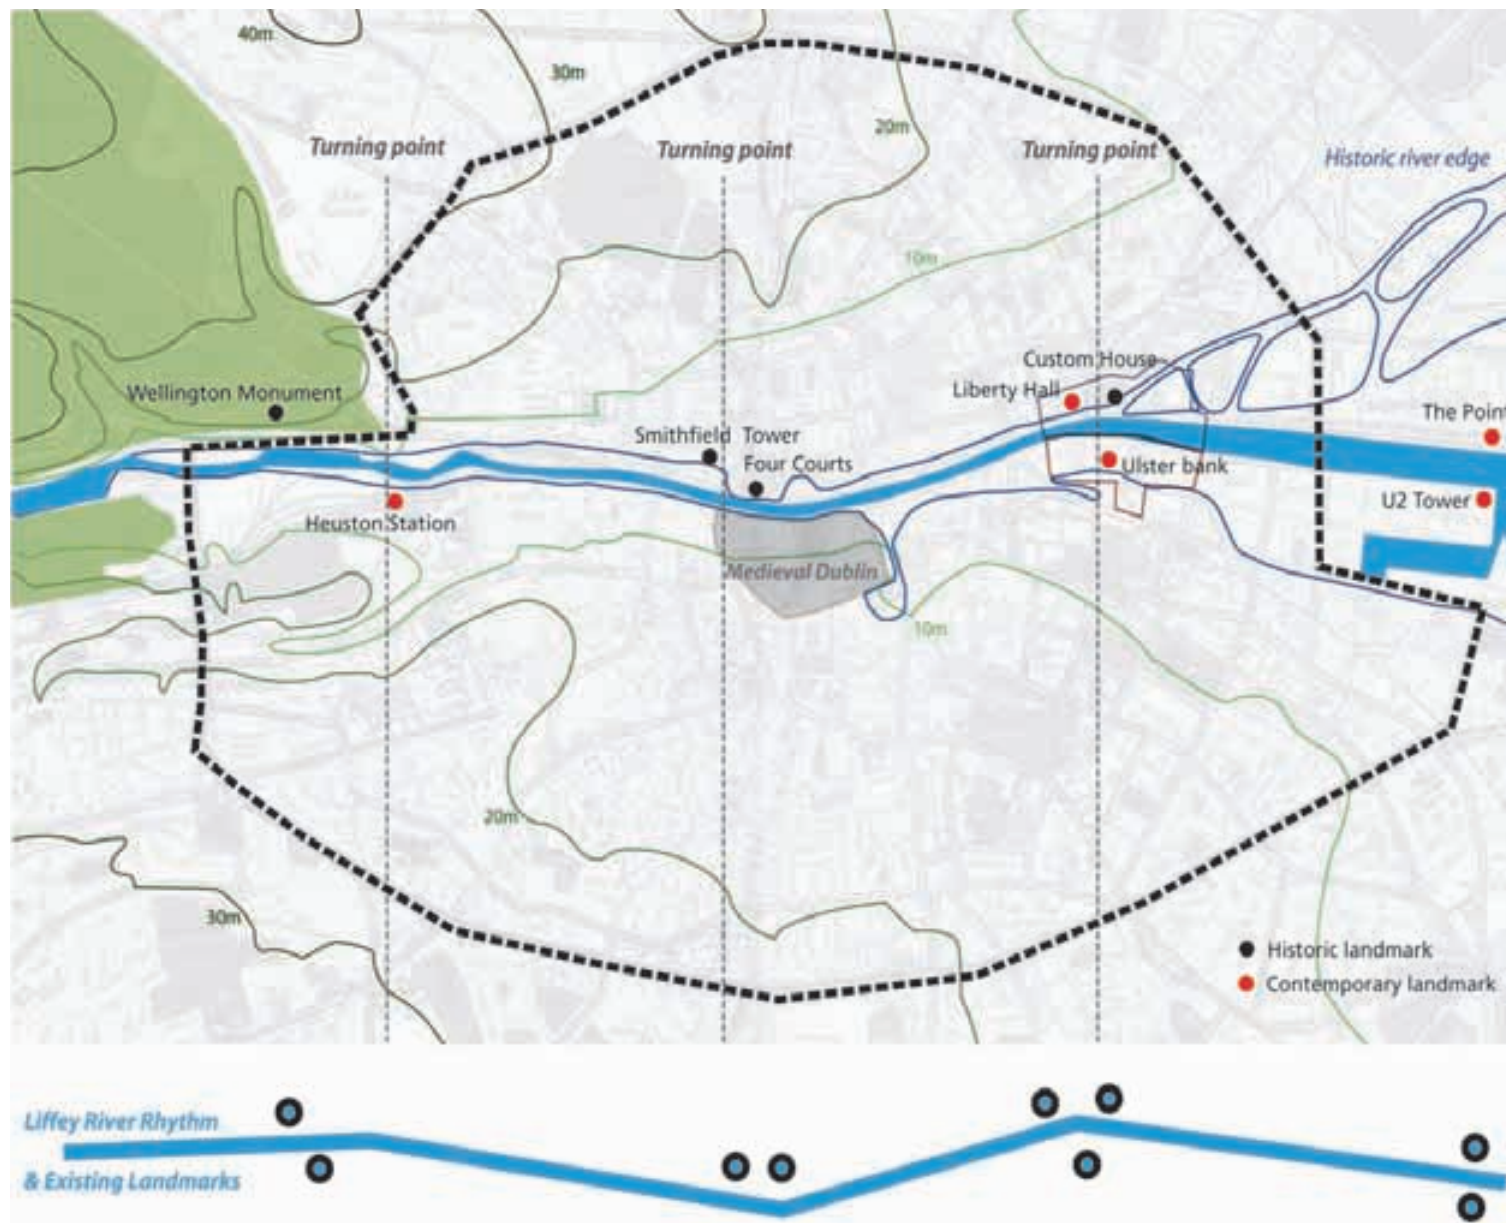 40m
30m
20m
Turning point
Turning point
Turning point
Historic river edge
10m
Custom House
Wellington Monument
Liberty Hall
The Point
Smithfield Tower
Four Courts
Ulster bank
U2 Tower
Heuston Station
Medieval Dublin
10m
20m
30m
Historic landmark
Contemporary landmark
Liffey River Rhythm
& Existing Landmarks